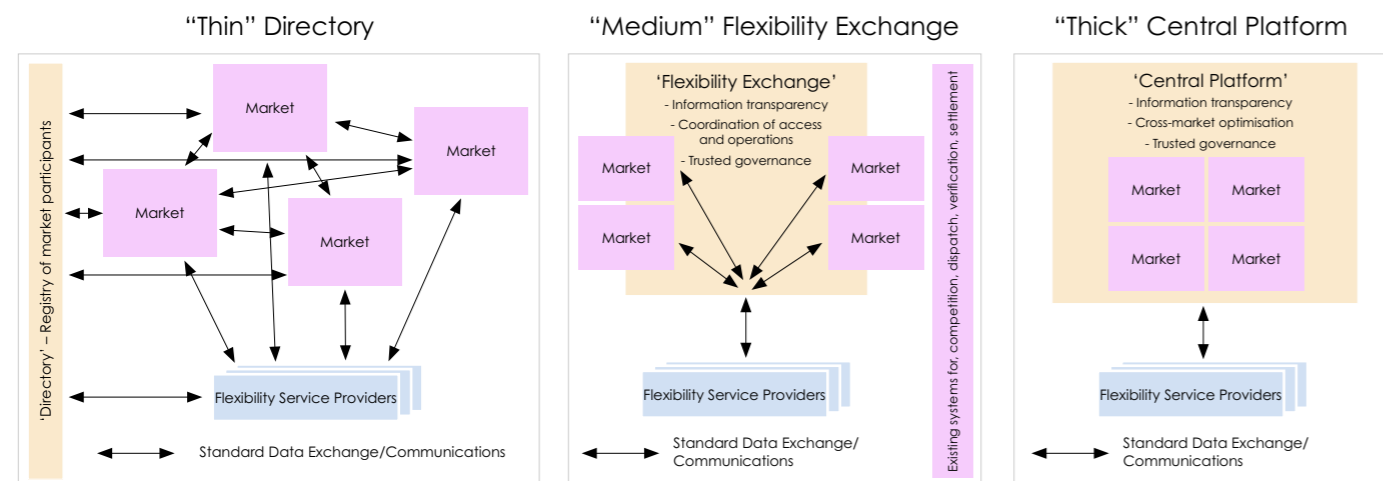 “Thin” Directory
‘Directory’ – Registry of market participants
Market
Market
Market
Market
Flexibility Service Providers
Standard Data Exchange/Communications
“Medium” Flexibility Exchange
‘Flexibility Exchange’
- Information transparency
- Coordination of access
and operations
- Trusted governance
Market
Market
Market
Market
Existing systems for, competition, dispatch, verification, settlement
Flexibility Service Providers
Standard Data Exchange/
Communications
“Thick” Central Platform
‘Central Platform’
- Information transparency
- Cross-market optimisation
- Trusted governance
Market
Market
Market
Market
Flexibility Service Providers
Standard Data Exchange/
Communications